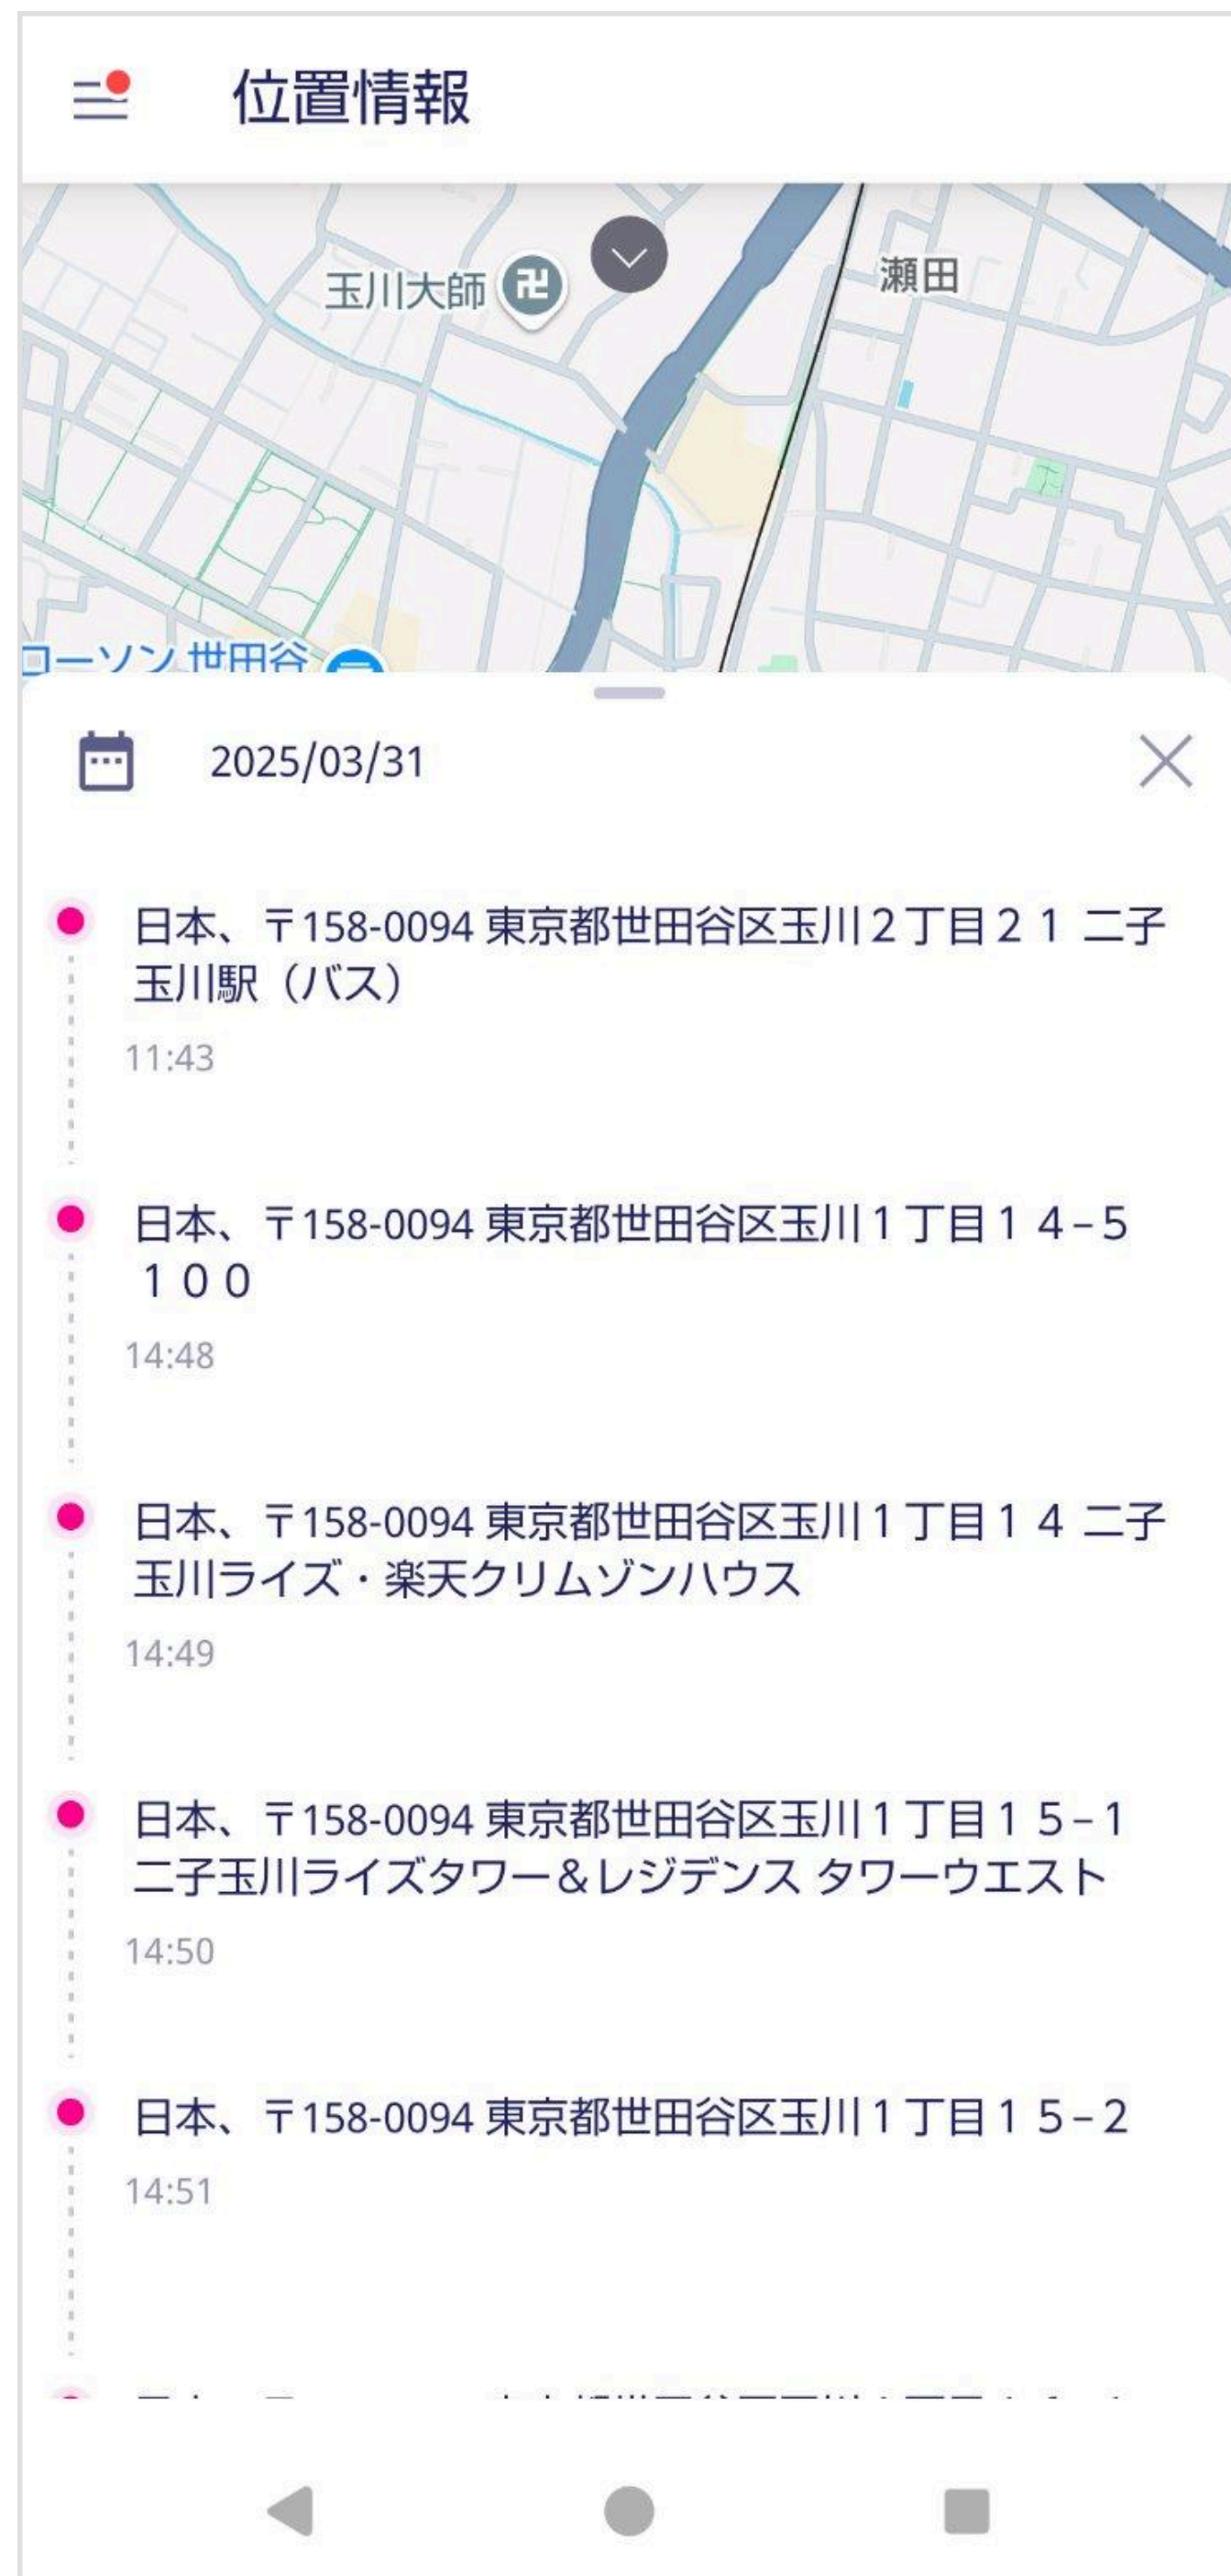 位置情報
玉川大師
瀬田
ローソン 世田谷
2025/03/31
日本、〒158-0094 東京都世田谷区玉川２丁目２１ 二子
玉川駅（バス）
11:43
日本、〒158-0094 東京都世田谷区玉川１丁目１４−５
１００
14:48
日本、〒158-0094 東京都世田谷区玉川１丁目１４ 二子
玉川ライズ・楽天クリムゾンハウス
14:49
日本、〒158-0094 東京都世田谷区玉川１丁目１５−１
二子玉川ライズタワー＆レジデンス タワーウエスト
14:50
日本、〒158-0094 東京都世田谷区玉川１丁目１５−２
14:51